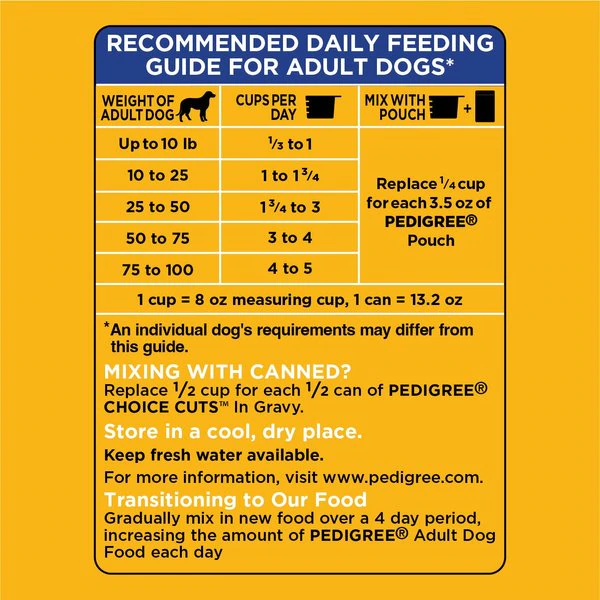 RECOMMENDED DAILY FEEDING
GUIDE FOR ADULT DOGS*
WEIGHT OF
ADULT DOG
CUPS PER
DAY
MIX WITH
POUCH
+
Up to 10 lb
1/3 to 1
10 to 25
1 to 1 3/4
25 to 50
1 3/4 to 3
50 to 75
3 to 4
75 to 100
4 to 5
Replace 1/4 cup
for each 3.5 oz of
PEDIGREE®
Pouch
1 cup = 8 oz measuring cup, 1 can = 13.2 oz
*An individual dog's requirements may differ from
this guide.
MIXING WITH CANNED?
Replace 1/2 cup for each 1/2 can of PEDIGREE®
CHOICE CUTS™ In Gravy.
Store in a cool, dry place.
Keep fresh water available.
For more information, visit www.pedigree.com.
Transitioning to Our Food
Gradually mix in new food over a 4 day period,
increasing the amount of PEDIGREE® Adult Dog
Food each day